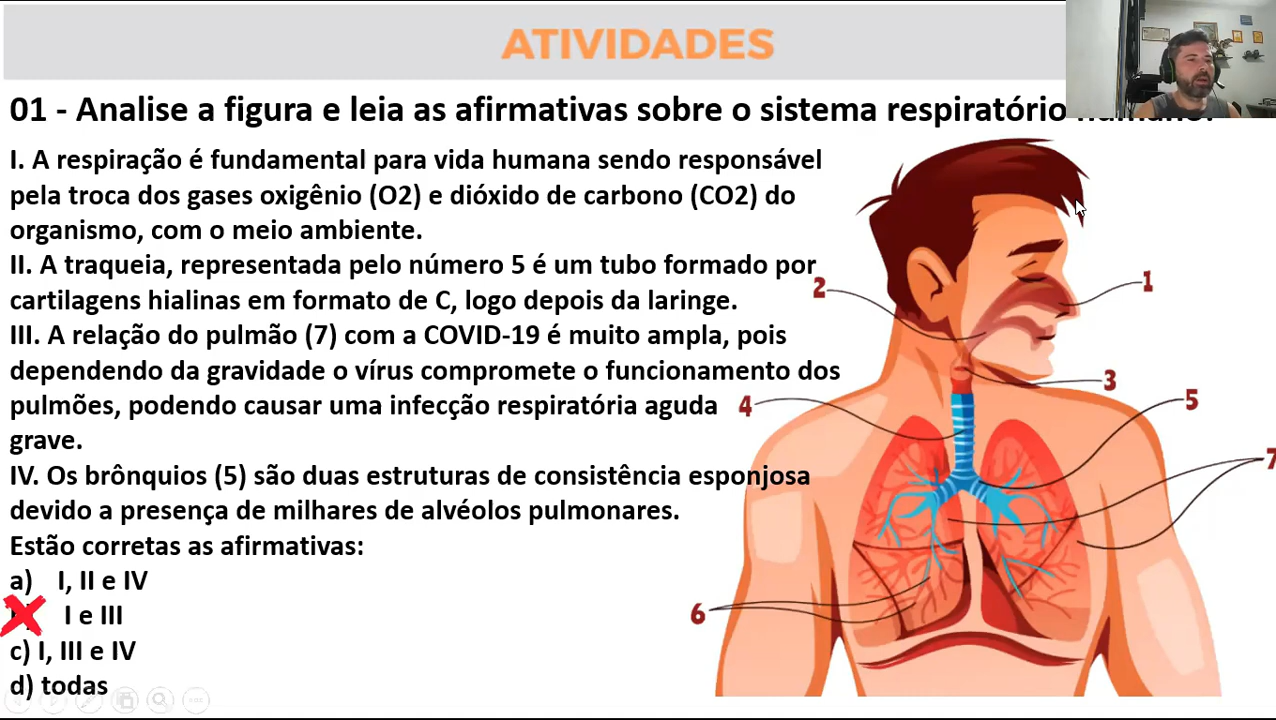 ATIVIDADES
01 - Analise a figura e leia as afirmativas sobre o sistema respiratório
I. A respiração é fundamental para vida humana sendo responsável
pela troca dos gases oxigênio (O2) e dióxido de carbono (CO2) do
organismo, com o meio ambiente.
II. A traqueia, representada pelo número 5 é um tubo formado por
cartilagens hialinas em formato de C, logo depois da laringe.
III. A relação do pulmão (7) com a COVID-19 é muito ampla, pois
dependendo da gravidade o vírus compromete o funcionamento dos
pulmões, podendo causar uma infecção respiratória aguda
grave.
IV. Os brônquios (5) são duas estruturas de consistência esponjosa
devido a presença de milhares de alvéolos pulmonares.
Estão corretas as afirmativas:
a) I, II e IV
I e III
c) I, III e IV
d) todas
1
2
3
4
5
6
7